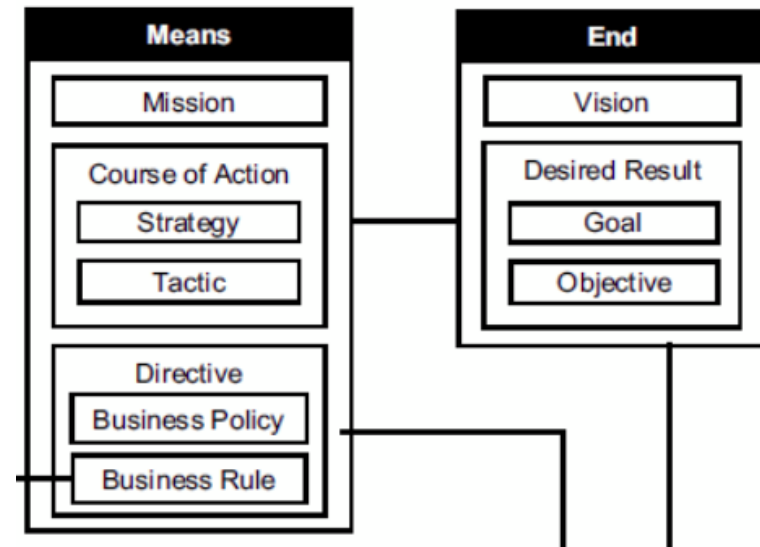 Means
Mission
Course of Action
Strategy
Tactic
Directive
Business Policy
Business Rule
End
Vision
Desired Result
Goal
Objective